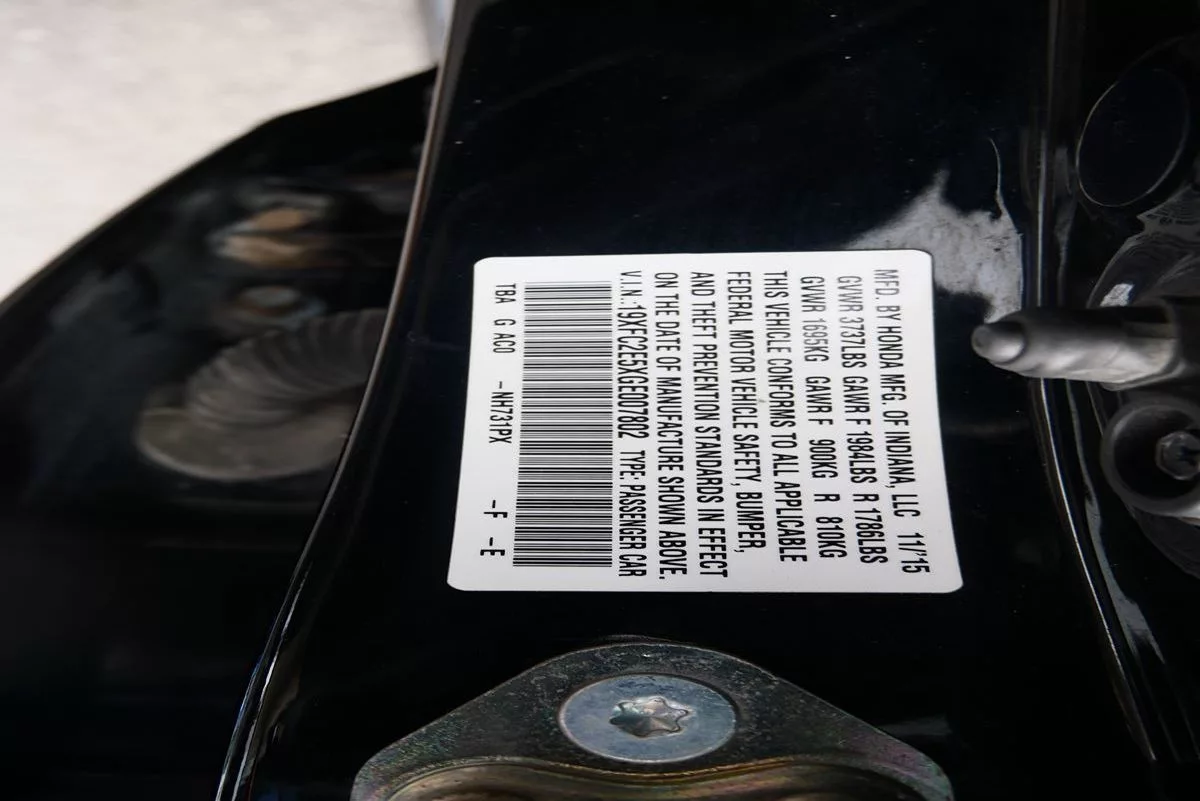 MFD. BY HONDA MFG. OF INDIANA, LLC 11/15
GVWR 3737LBS GAWR F 1984LBS R 1786LBS
GVWR 1695KG GAWR F 900KG R 810KG
THIS VEHICLE CONFORMS TO ALL APPLICABLE
FEDERAL MOTOR VEHICLE SAFETY, BUMPER,
AND THEFT PREVENTION STANDARDS IN EFFECT
ON THE DATE OF MANUFACTURE SHOWN ABOVE.
V.I.N.:19XFC2E5XGE007802 TYPE: PASSENGER CAR
TBA G AC0 -NH731PX -F -E